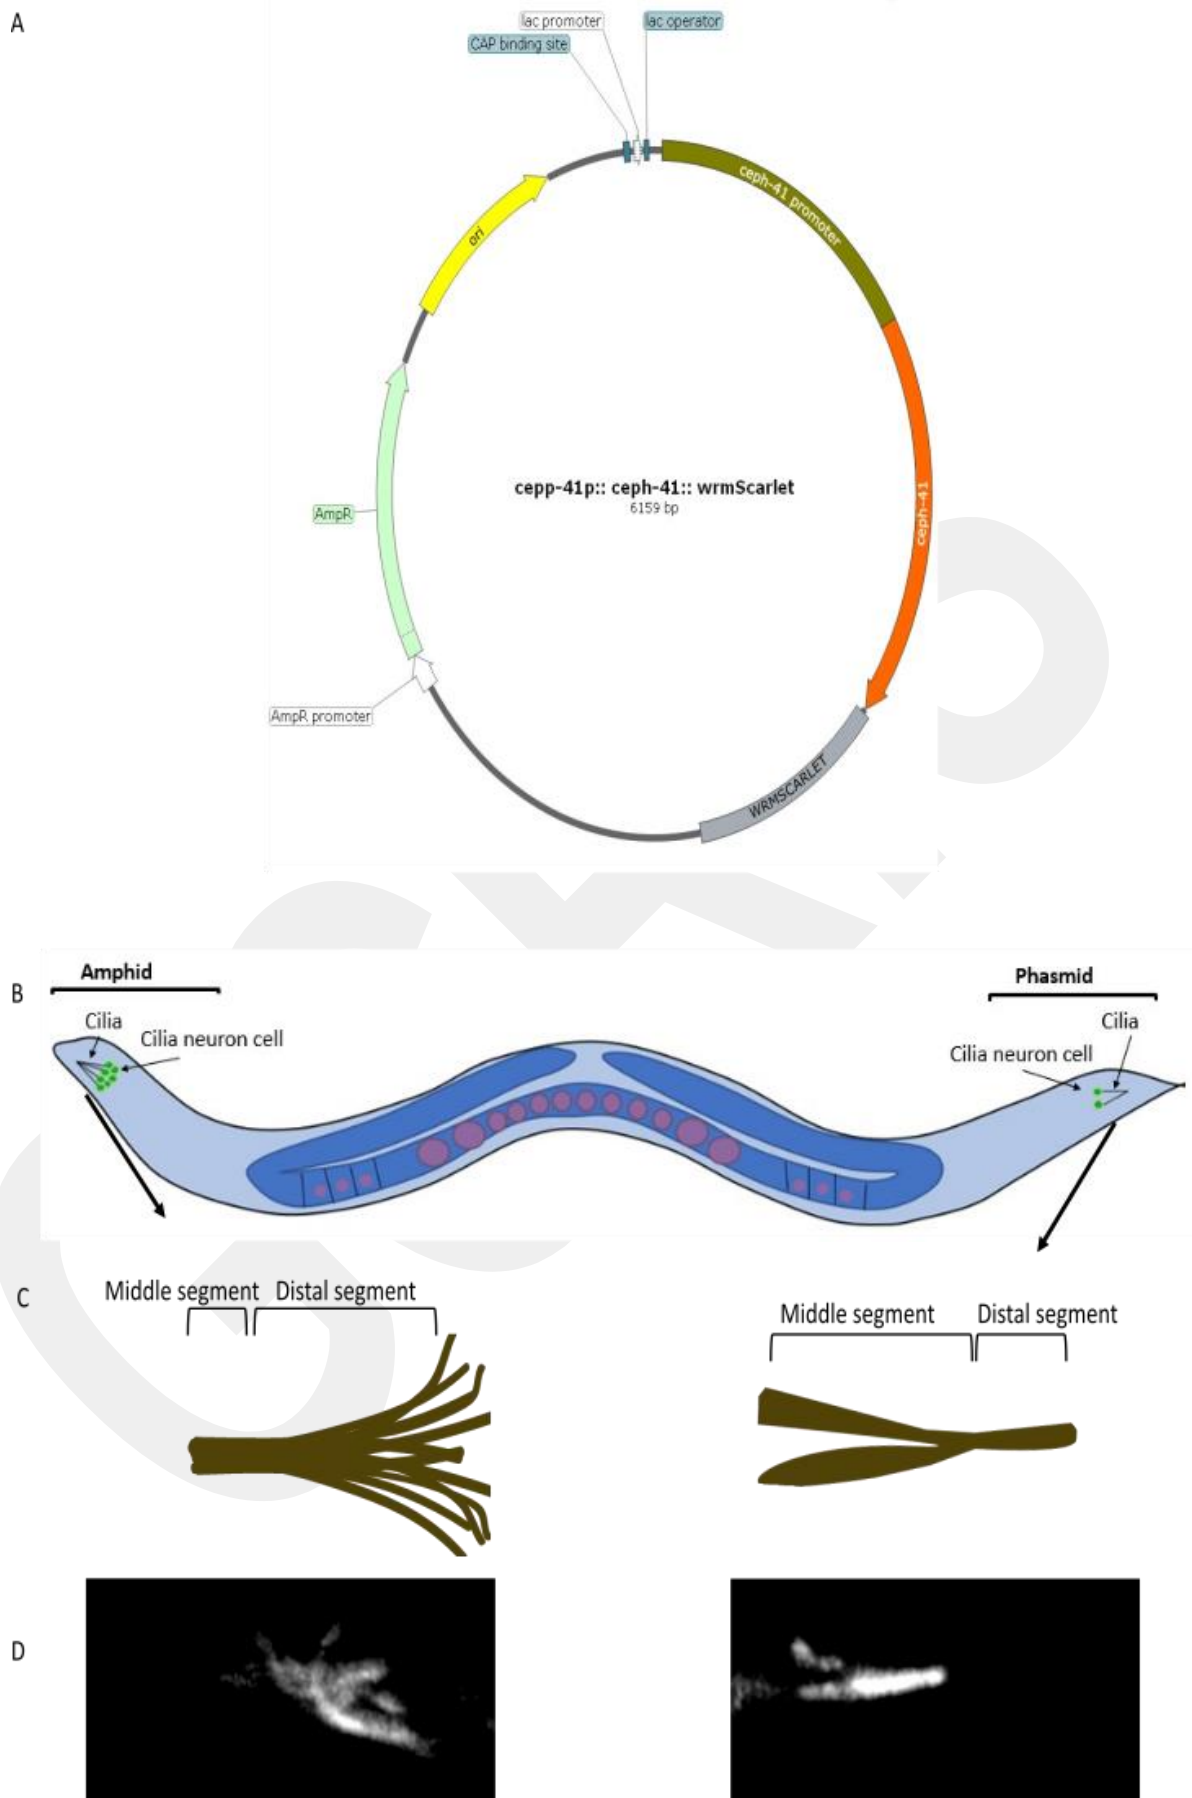 A
lac promoter
lac operator
CAP binding site
ceph-41 promoter
ori
ceph-41
cepp-41p:: ceph-41:: wrmScarlet
6159 bp
AmpR
AmpR promoter
WRMSCARLET
B
Amphid
Phasmid
Cilia
Cilia neuron cell
Cilia
Cilia neuron cell
C
Middle segment
Distal segment
Middle segment
Distal segment
D